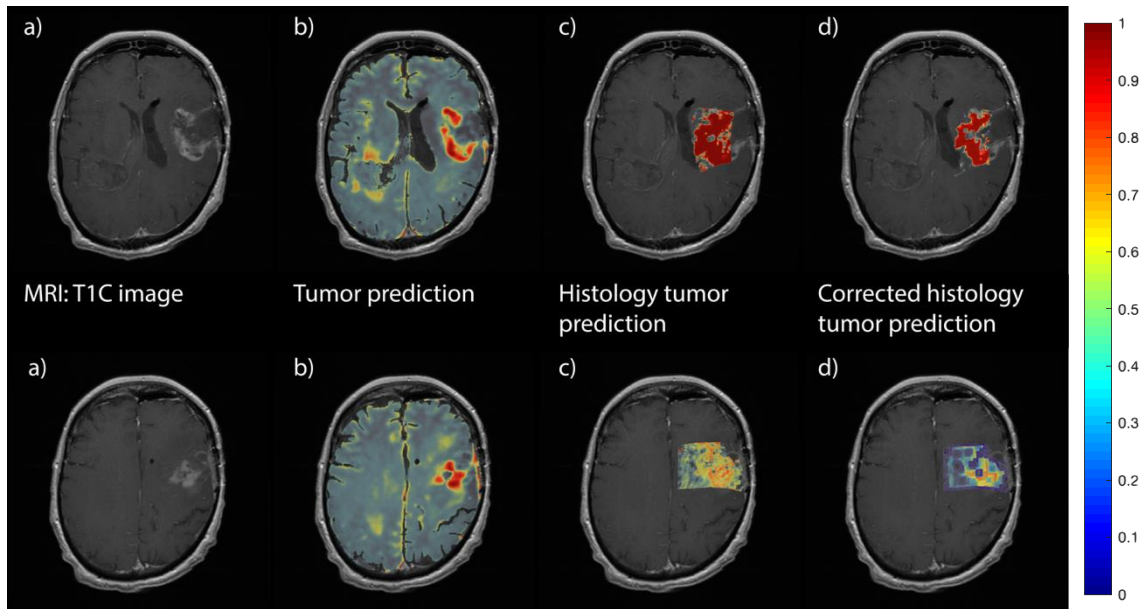 a) b) c) d)
MRI: T1C image
Tumor prediction
Histology tumor
prediction
Corrected histology
tumor prediction
a) b) c) d)
1
0.9
0.8
0.7
0.6
0.5
0.4
0.3
0.2
0.1
0